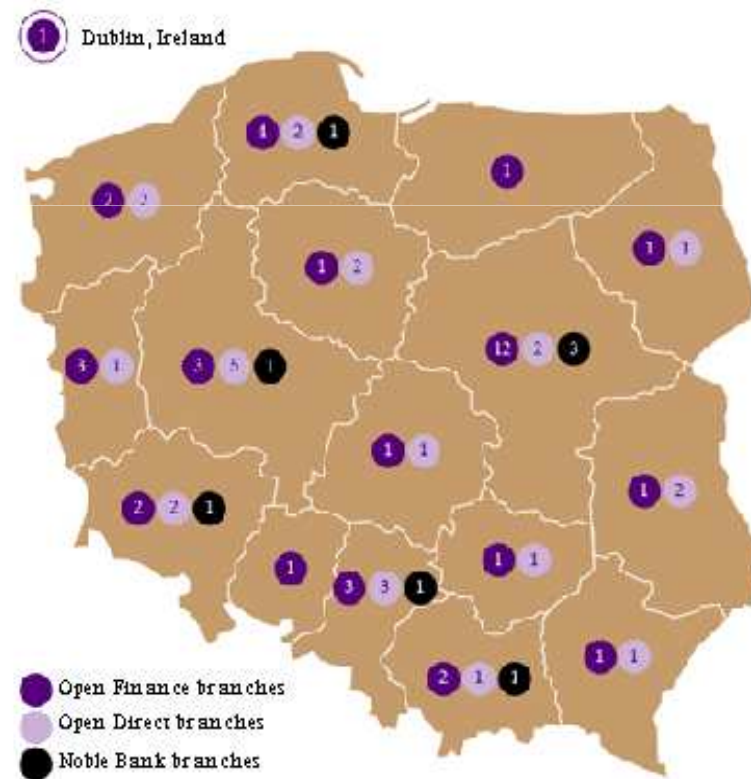 1 Dublin, Ireland
4 2 1
1
2 2
1 1
1 2
12 2 3
3 1
3 5 1
1 1
1 2
2 2 1
1 1
1
3 3 1
1 1
2 1 1
Open Finance branches
Open Direct branches
Noble Bank branches